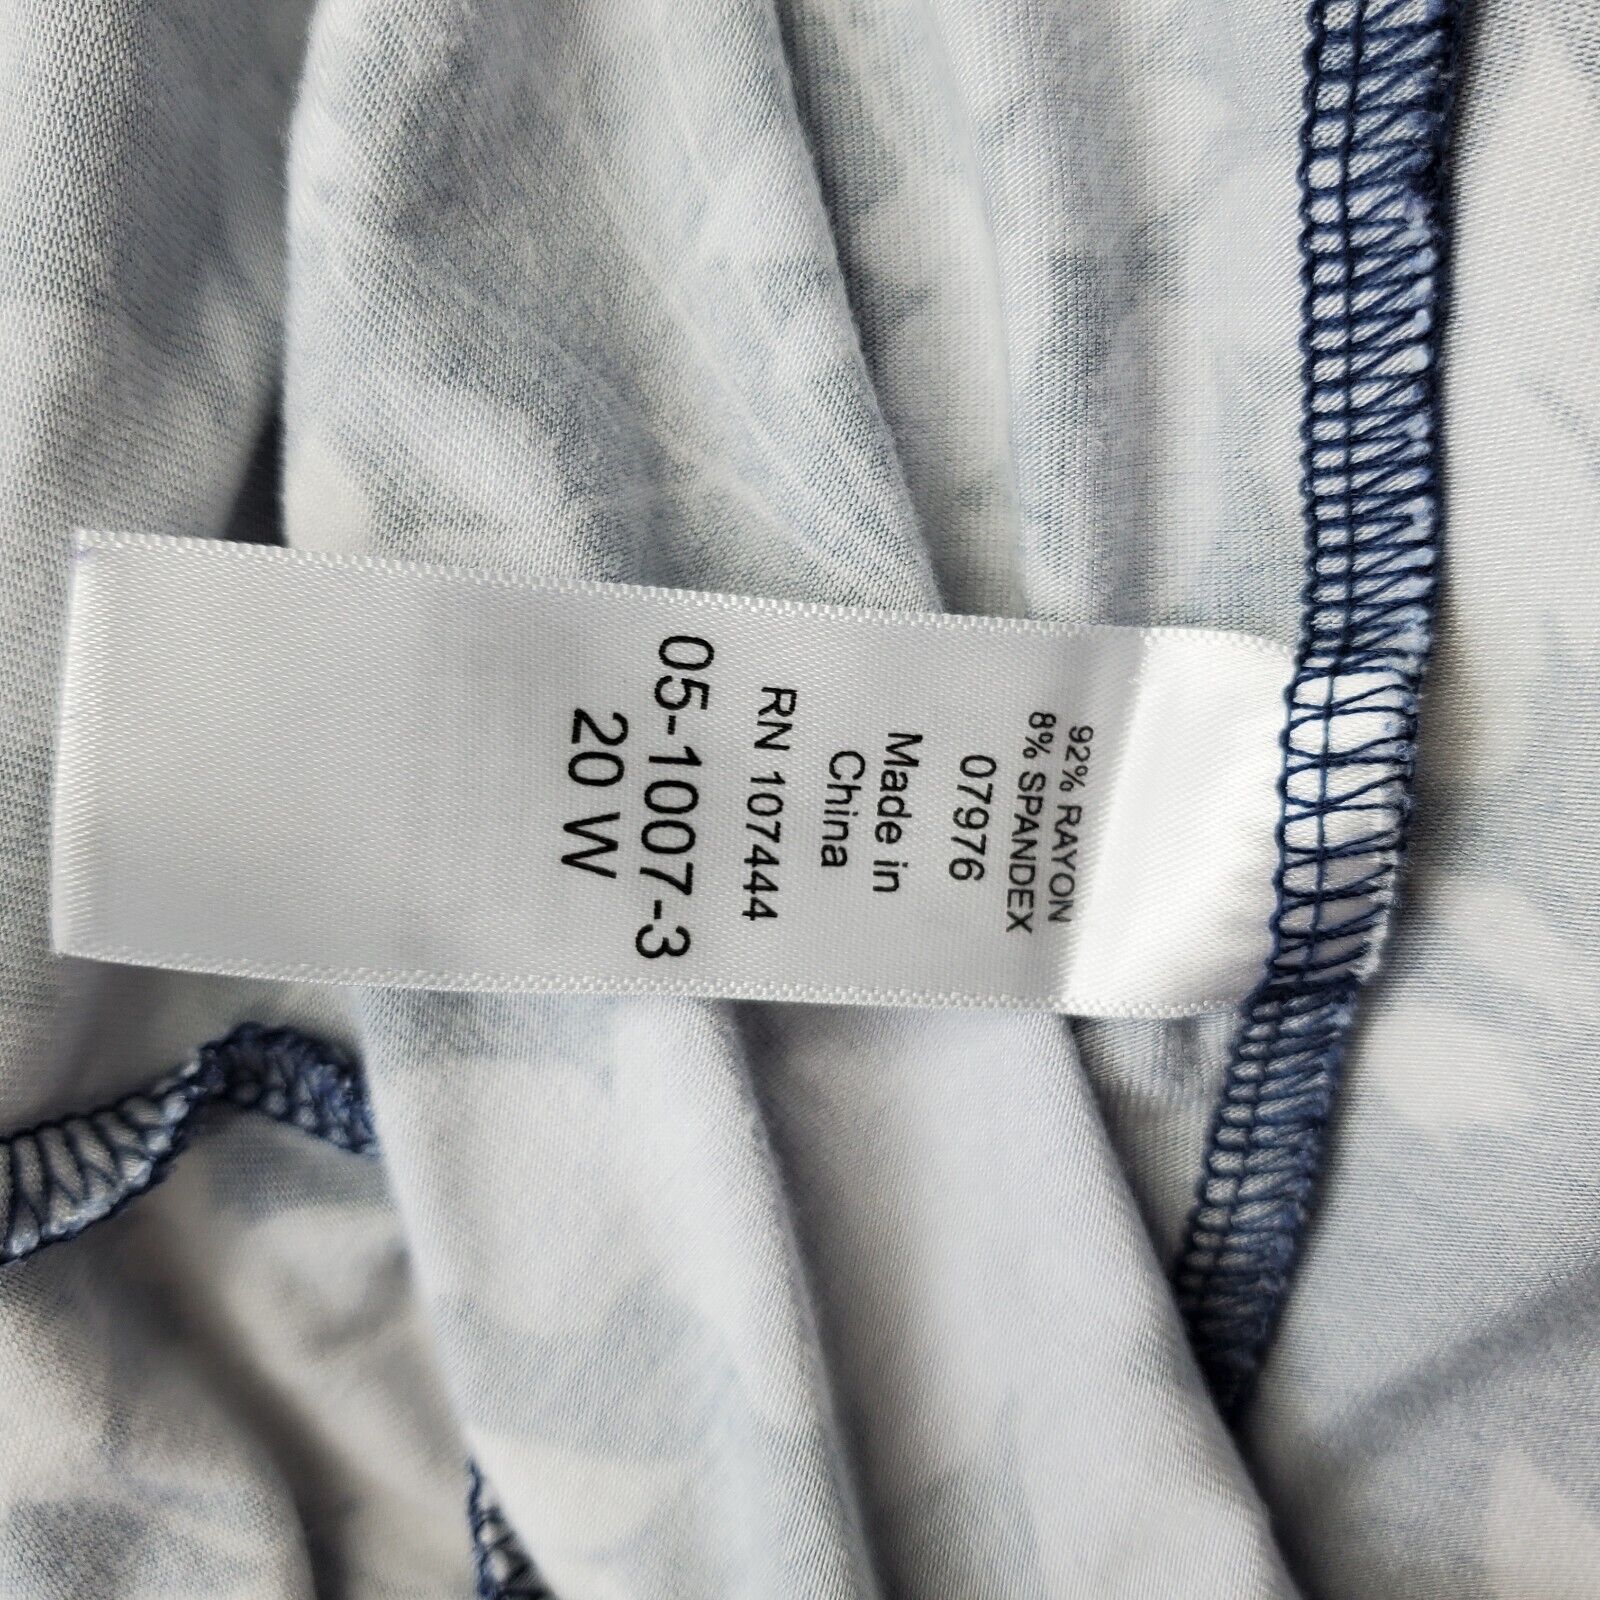 92% RAYON
8% SPANDEX
07976
Made in
China
RN 107444
05-1007-3
20 W